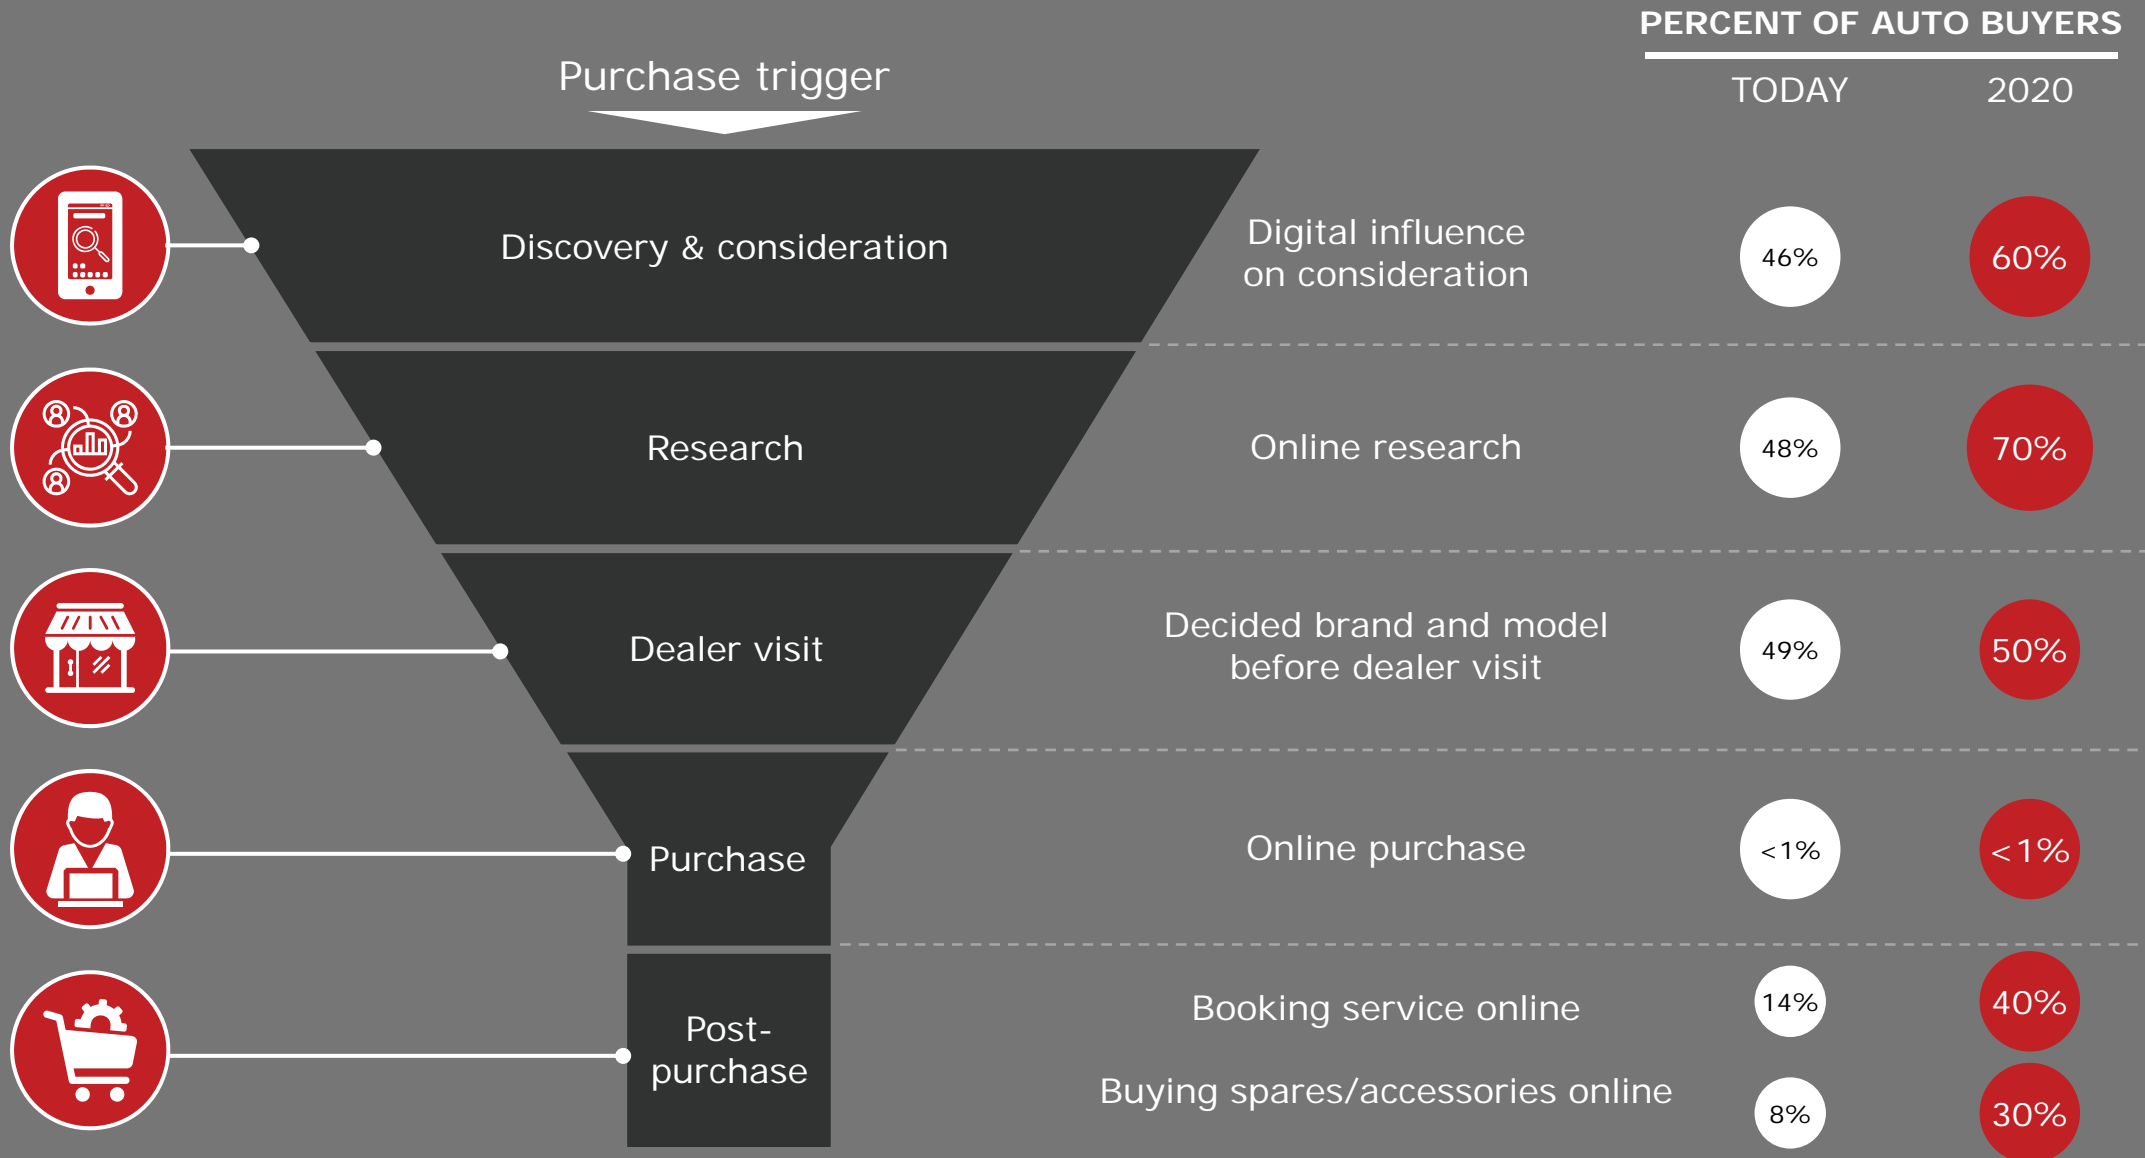 PERCENT OF AUTO BUYERS
Purchase trigger
TODAY
2020
Discovery & consideration
Digital influence
on consideration
46%
60%
Research
Online research
48%
70%
Dealer visit
Decided brand and model
before dealer visit
49%
50%
Purchase
Online purchase
<1%
<1%
Post-
purchase
Booking service online
14%
40%
Buying spares/accessories online
8%
30%